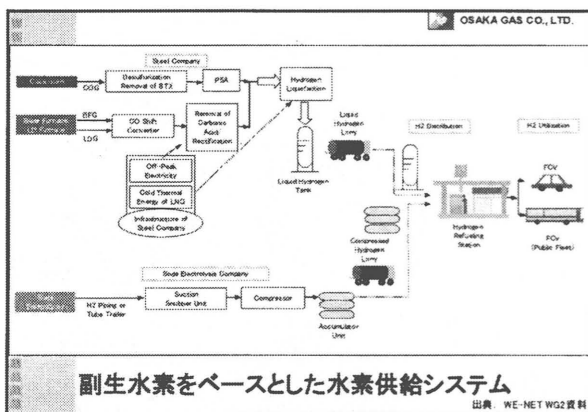 OSAKA GAS CO., LTD.
Steel Company
COG
Desulfurization
Removal of BTX
PSA
Hydrogen
Liquefaction
BFG
LDG
CO Shift
Converter
Removal of
Carbonic
Acid
Rectification
Off-Peak
Electricity
Cold Thermal
Energy of LNG
Infrastructure of
Steel Company
Liquid Hydrogen
Tank
Liquid
Hydrogen
Lorry
H2 Distribution
H2 Utilization
FCV
FCV
(Public Fleet)
Hydrogen
Refueling
Station
Compressed
Hydrogen
Lorry
Soda Electrolysis Company
H2 Piping or
Tube Trailer
Suction
Scrubber Unit
Compressor
Accumulator
Unit
副生水素をベースとした水素供給システム
出典 WE-NET WG2資料